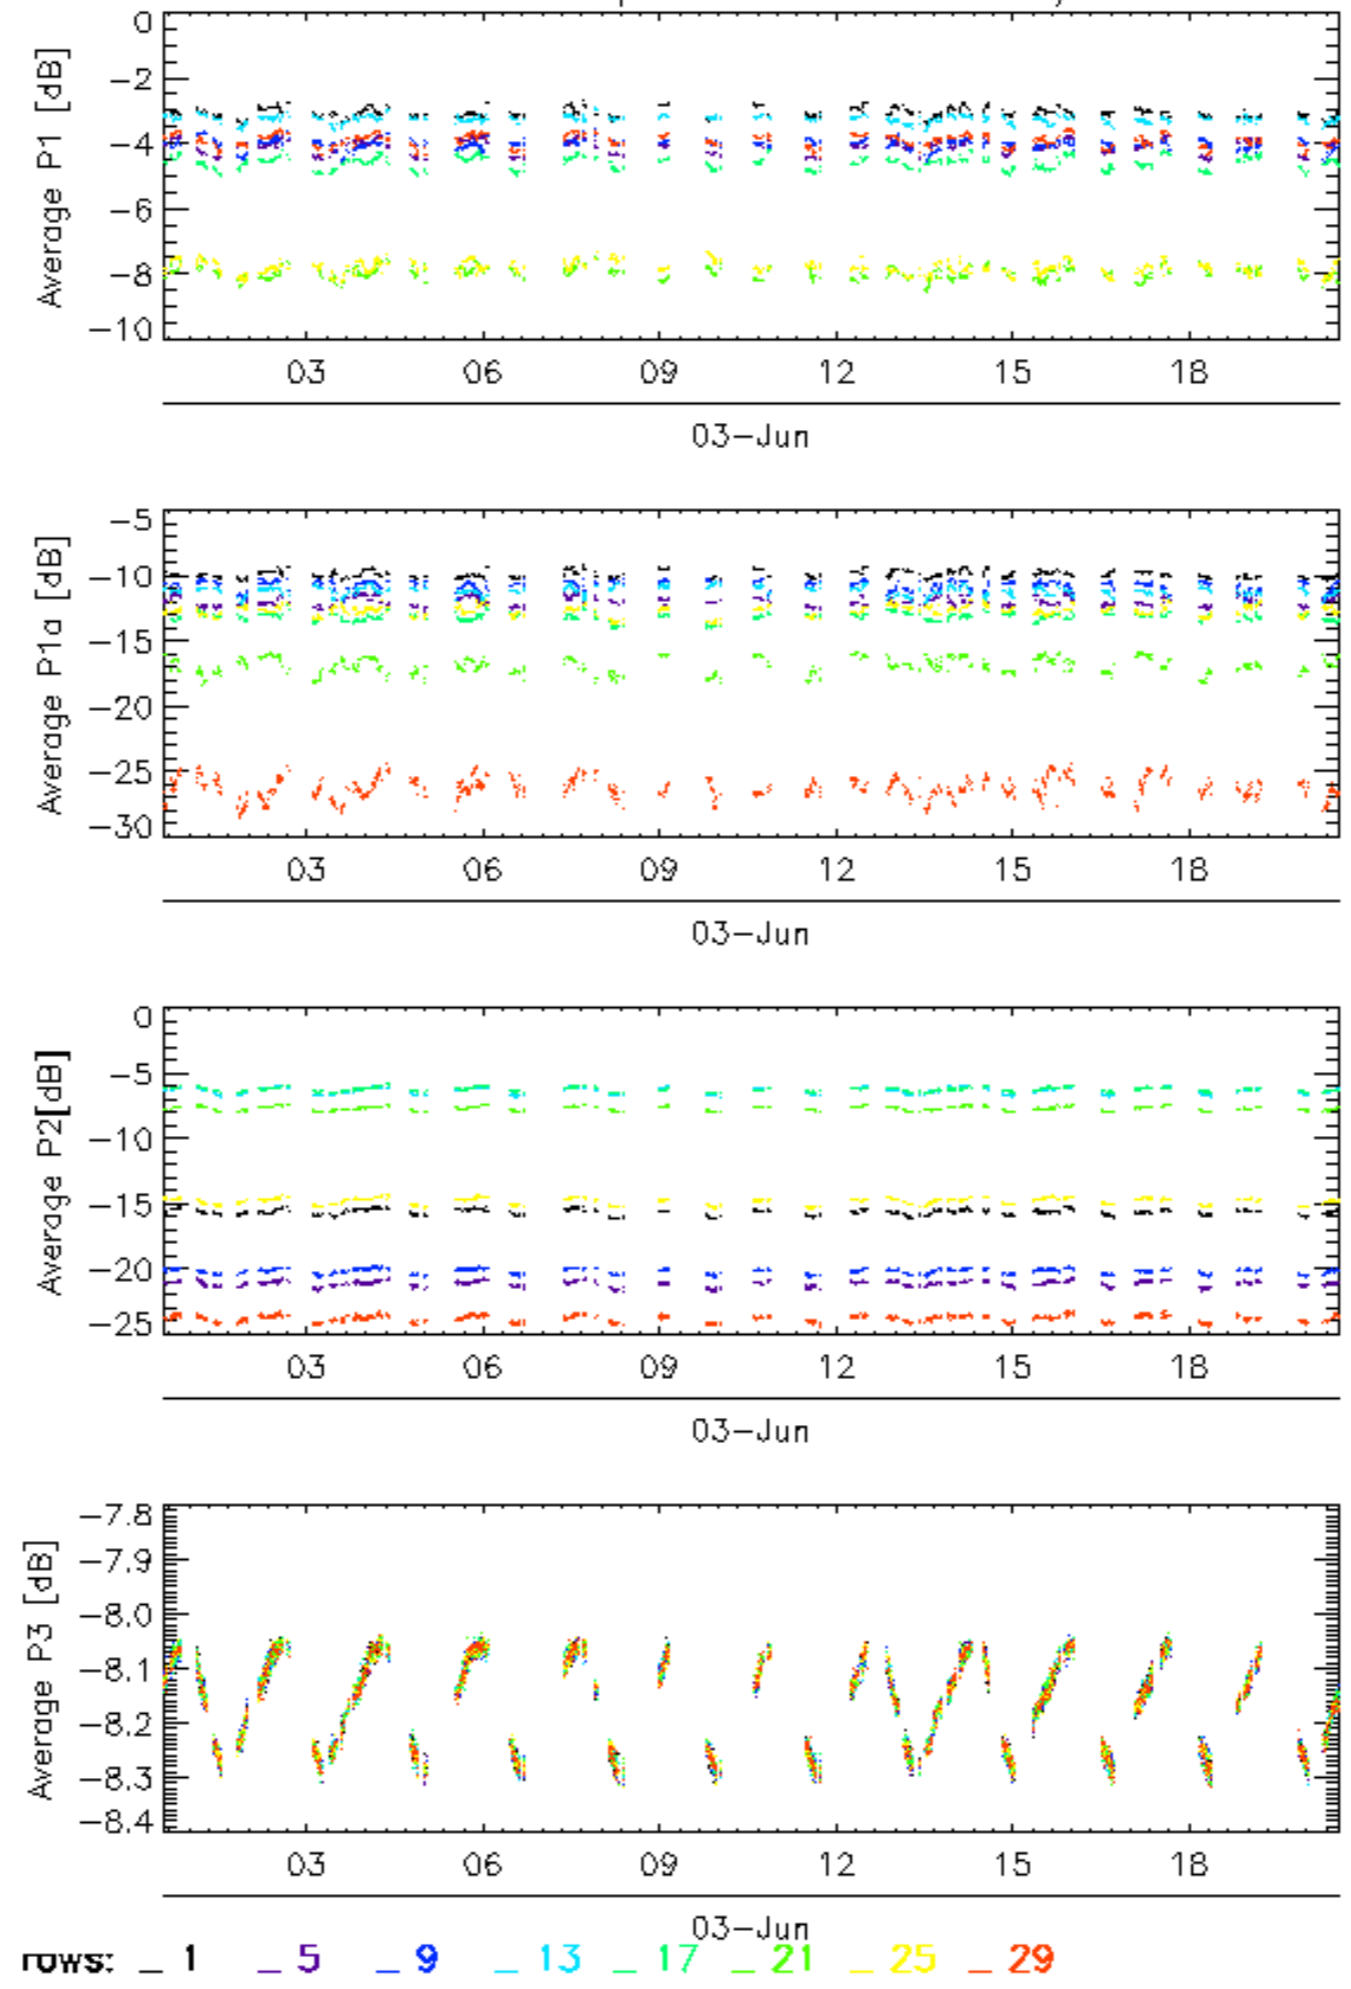 0
−2
−4
−6
−8
−10
Average P1 [dB]
03 06 09 12 15 18
03-Jun
−5
−10
−15
−20
−25
−30
Average P1a [dB]
03 06 09 12 15 18
03-Jun
0
−5
−10
−15
−20
−25
Average P2[dB]
03 06 09 12 15 18
03-Jun
−7.8
−7.9
−8.0
−8.1
−8.2
−8.3
−8.4
Average P3 [dB]
03 06 09 12 15 18
03-Jun
rows: _ 1 _ 5 _ 9 _ 13 _ 17 _ 21 _ 25 _ 29